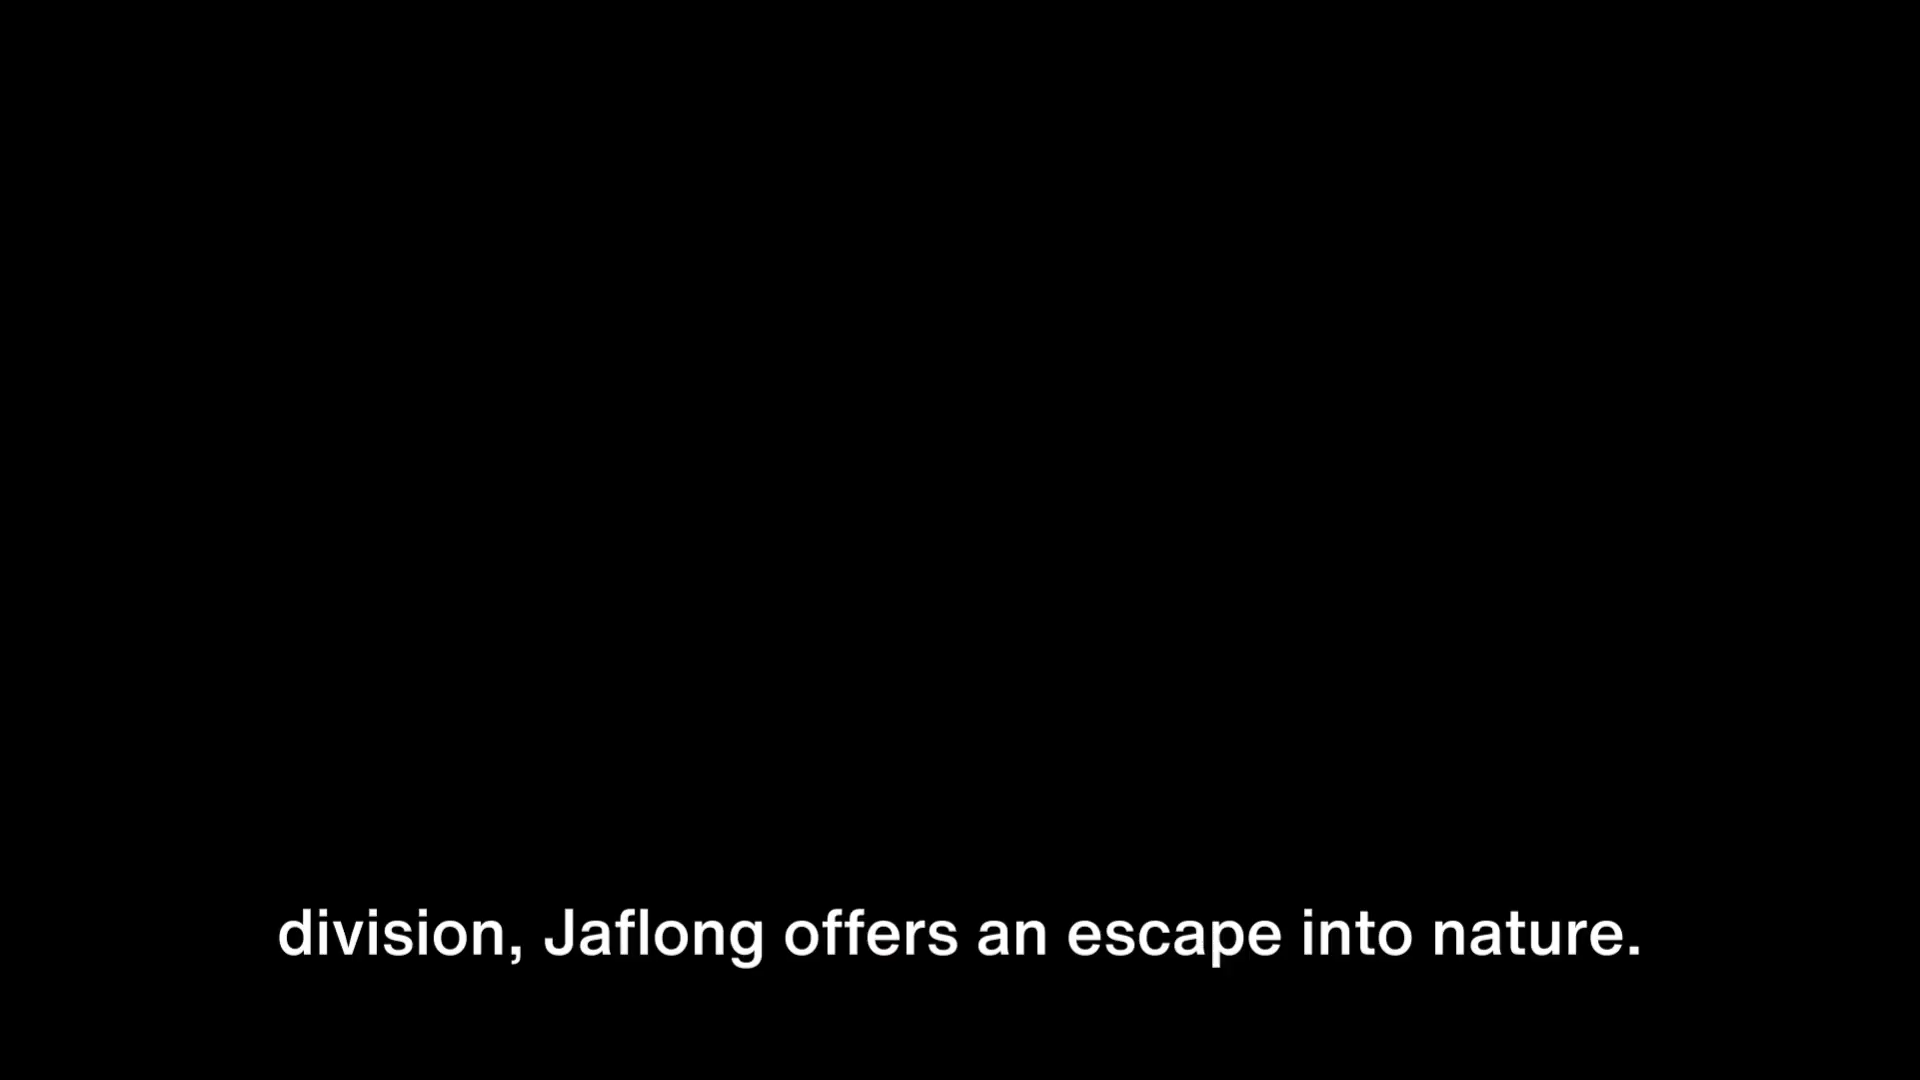 division, Jaflong offers an escape into nature.